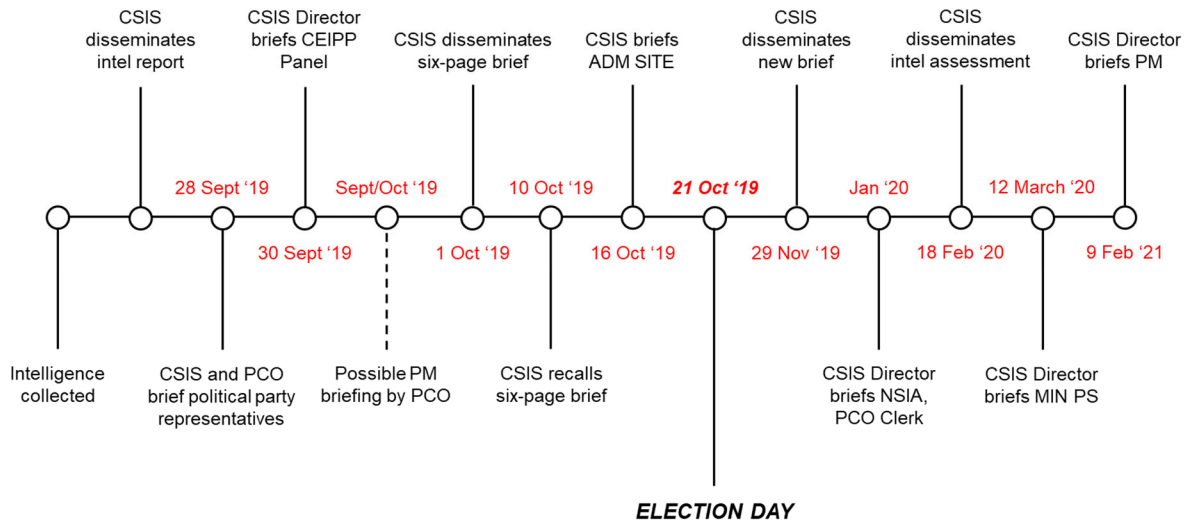 CSIS
disseminates
intel report
CSIS Director
briefs CEIPP
Panel
CSIS disseminates
six-page brief
CSIS briefs
ADM SITE
CSIS
disseminates
new brief
CSIS
disseminates
intel assessment
CSIS Director
briefs PM
28 Sept ‘19
Sept/Oct ‘19
10 Oct ‘19
21 Oct ‘19
Jan ‘20
12 March ‘20
30 Sept ‘19
1 Oct ‘19
16 Oct ‘19
29 Nov ‘19
18 Feb ‘20
9 Feb ‘21
Intelligence
collected
CSIS and PCO
brief political party
representatives
Possible PM
briefing by PCO
CSIS recalls
six-page brief
CSIS Director
briefs NSIA,
PCO Clerk
CSIS Director
briefs MIN PS
ELECTION DAY